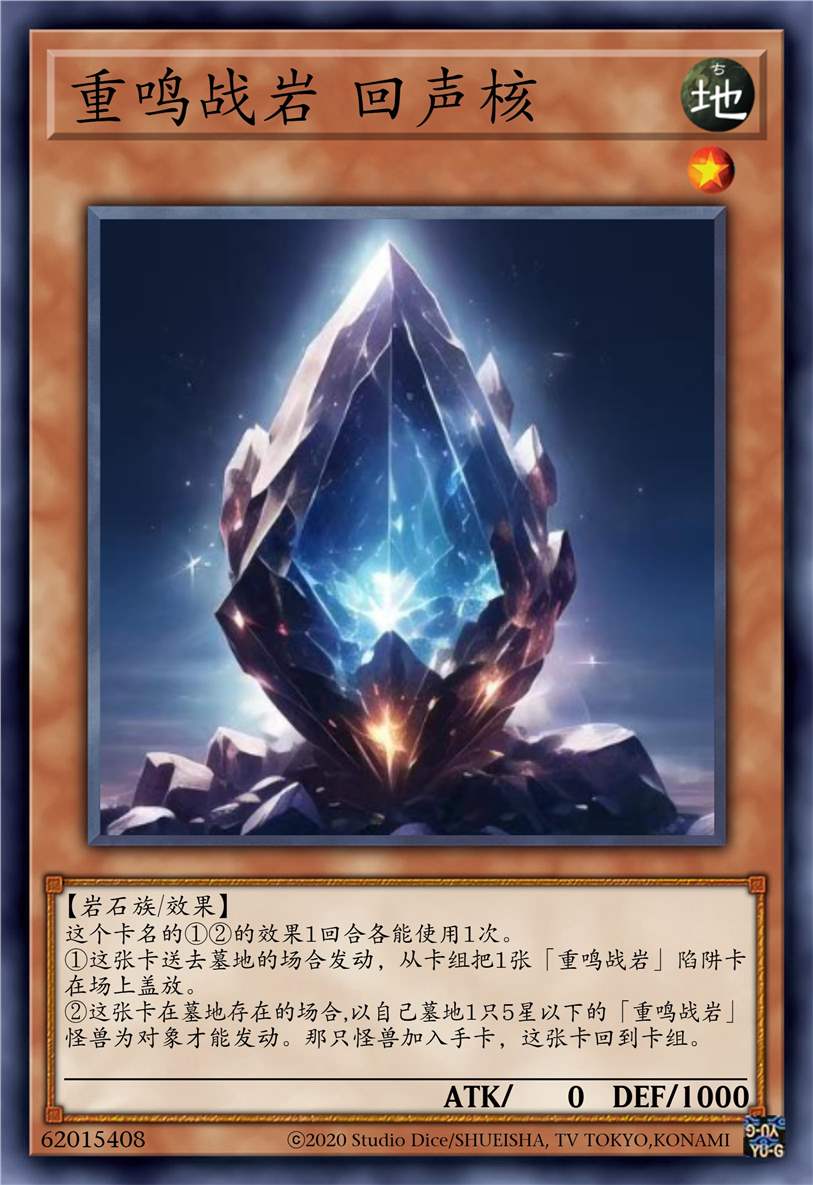 重鸣战岩 回声核
ち
地
【岩石族/效果】
这个卡名的①②的效果1回合各能使用1次。
①这张卡送去墓地的场合发动，从卡组把1张「重鸣战岩」陷阱卡
在场上盖放。
②这张卡在墓地存在的场合,以自己墓地1只5星以下的「重鸣战岩」
怪兽为对象才能发动。那只怪兽加入手卡，这张卡回到卡组。
ATK/ 0 DEF/1000
62015408 ©2020 Studio Dice/SHUEISHA, TV TOKYO,KONAMI
YU-G